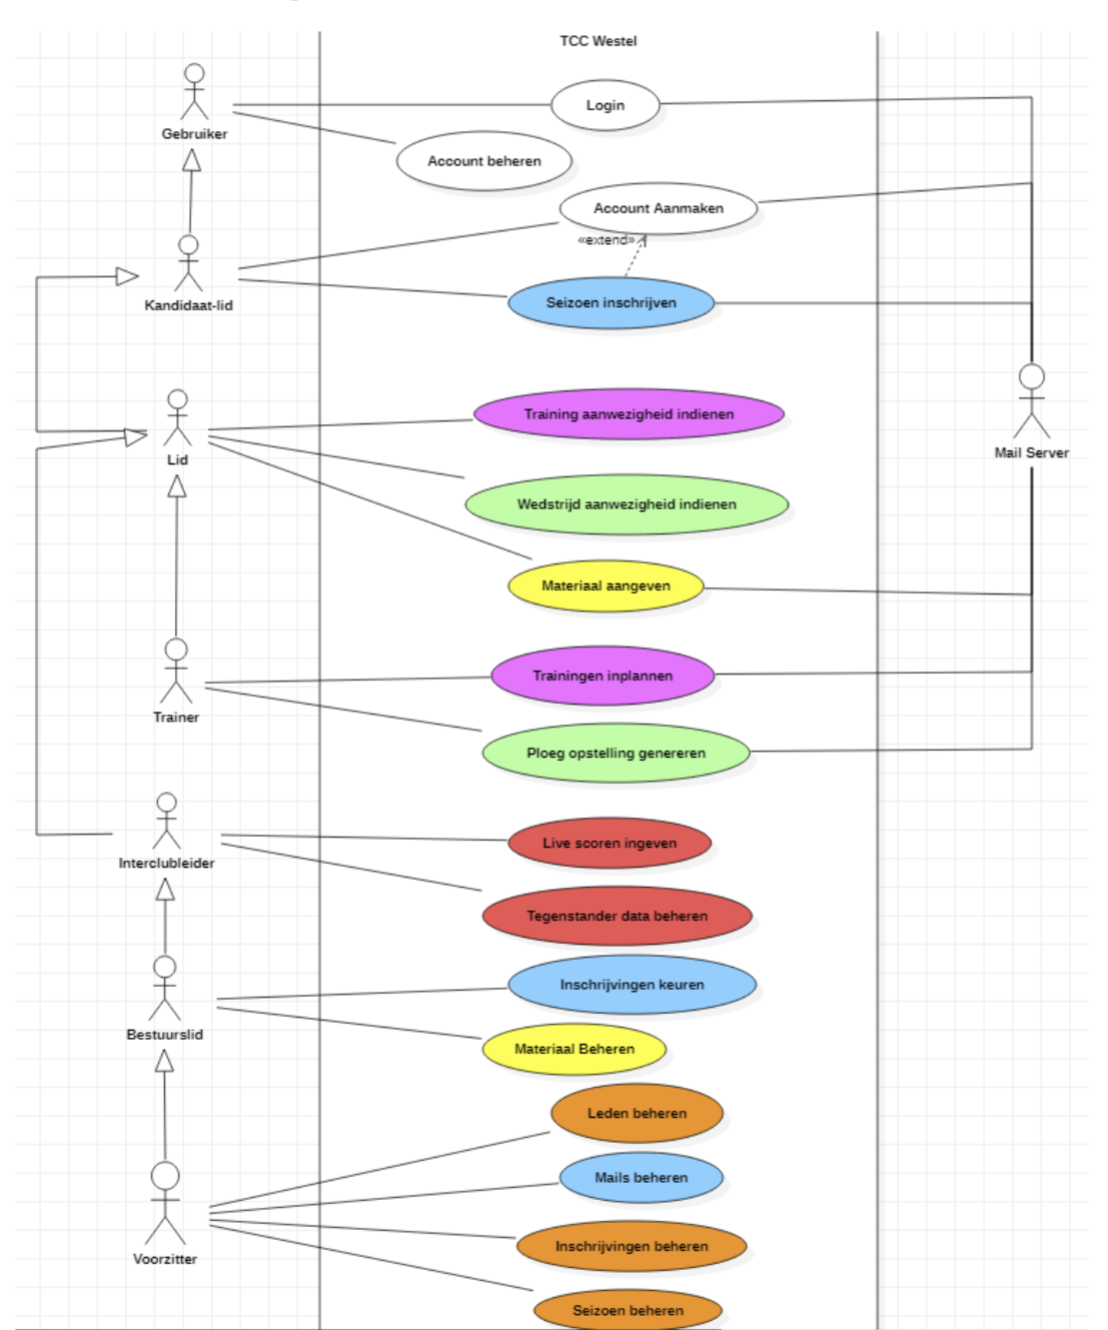 TCC Westel
Login
Gebruiker
Account beheren
Account Aanmaken
«extend»
Kandidaat-lid
Seizoen inschrijven
Training aanwezigheid indienen
Lid
Mail Server
Wedstrijd aanwezigheid indienen
Materiaal aangeven
Trainingen inplannen
Trainer
Ploeg opstelling genereren
Live scoren ingeven
Interclubleider
Tegenstander data beheren
Inschrijvingen keuren
Bestuurslid
Materiaal Beheren
Leden beheren
Mails beheren
Inschrijvingen beheren
Voorzitter
Seizoen beheren